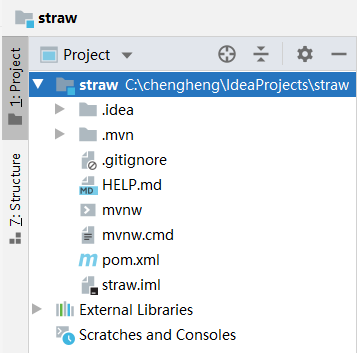 straw
1: Project
7: Structure
Project
straw C:\chengheng\IdeaProjects\straw
.idea
.mvn
.gitignore
MD HELP.md
mvnw
mvnw.cmd
m pom.xml
straw.iml
External Libraries
Scratches and Consoles